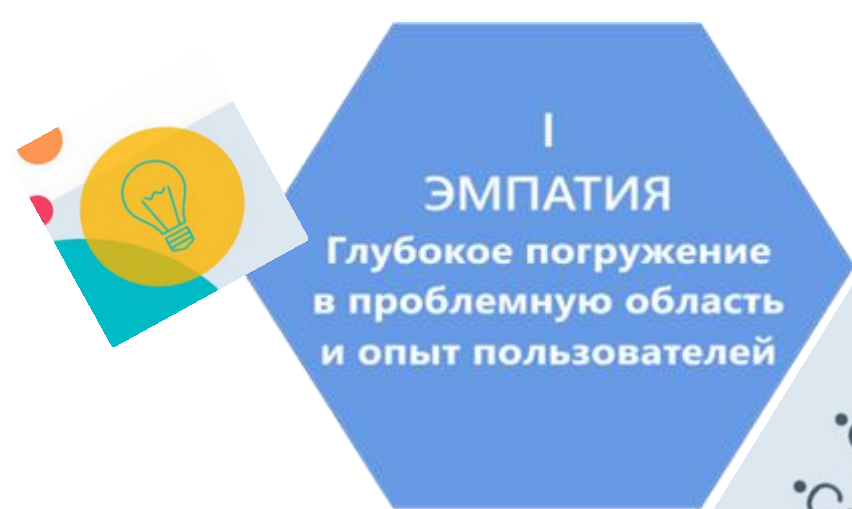 I
ЭМПАТИЯ
Глубокое погружение
в проблемную область
и опыт пользователей